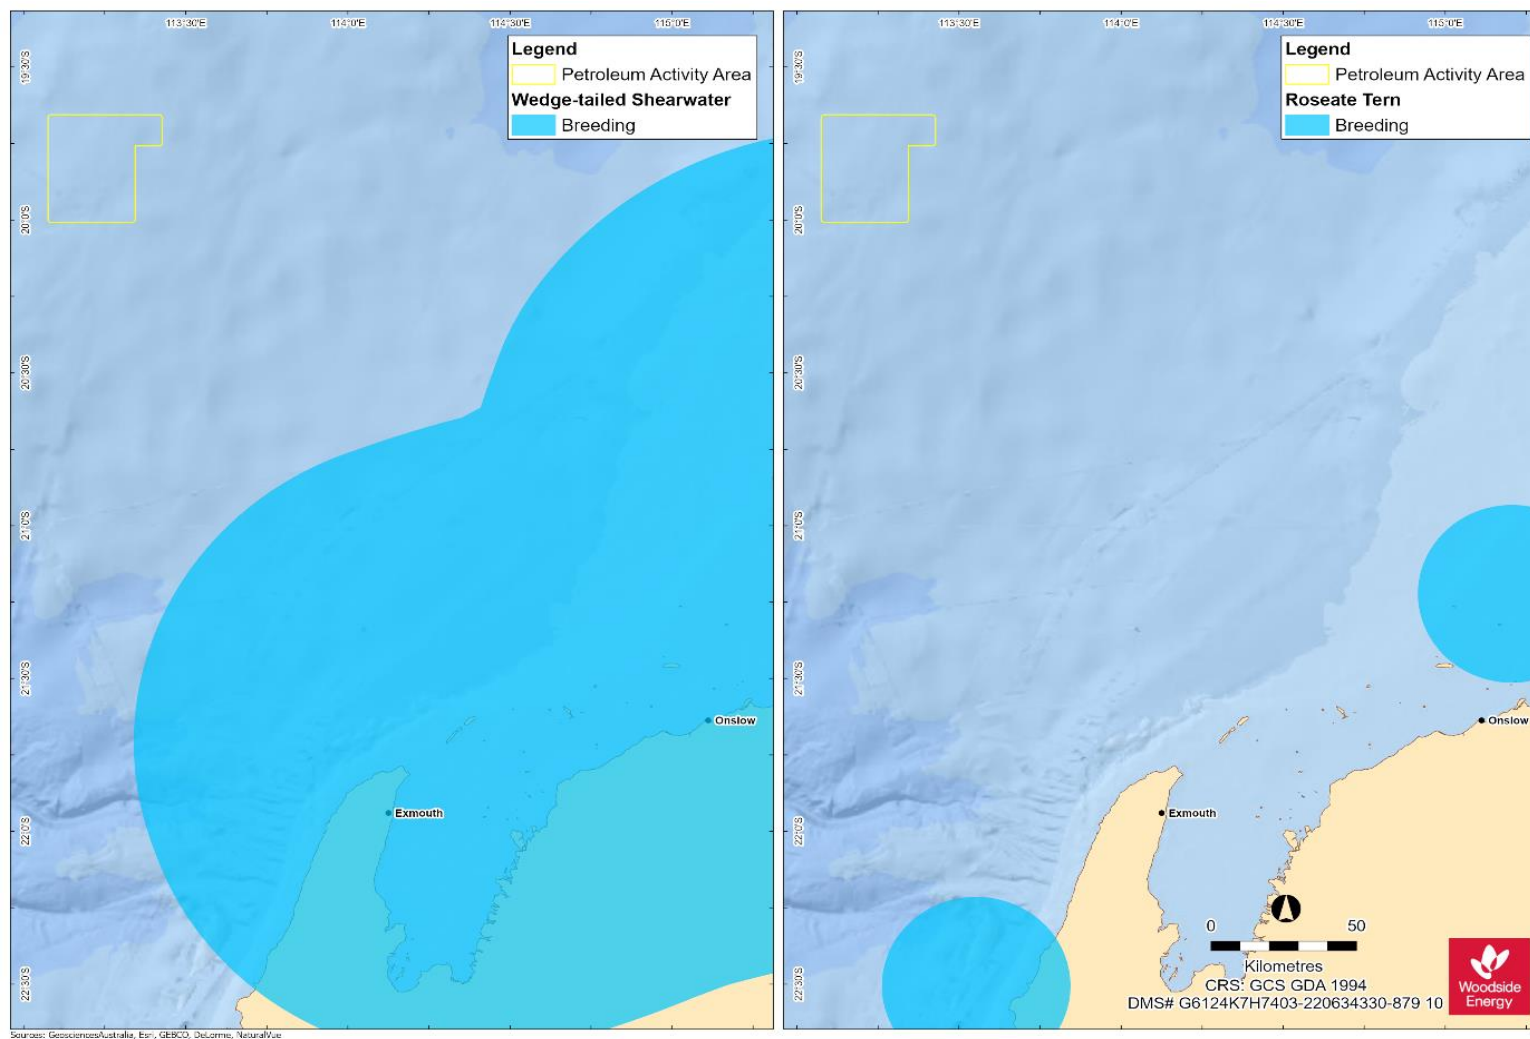 113°30'E 114°0'E 114°30'E 115°0'E
19°30'S
20°0'S
20°30'S
21°0'S
21°30'S
22°0'S
22°30'S
Legend
Petroleum Activity Area
Wedge-tailed Shearwater
Breeding
Onslow
Exmouth
113°30'E 114°0'E 114°30'E 115°0'E
19°30'S
20°0'S
20°30'S
21°0'S
21°30'S
22°0'S
22°30'S
Legend
Petroleum Activity Area
Roseate Tern
Breeding
Onslow
Exmouth
0 50
Kilometres
CRS: GCS GDA 1994
DMS# G6124K7H7403-220634330-879 10
Woodside
Energy
Sources: GeosciencesAustralia, Esri, GEBCO, DeLorme, NaturalVue